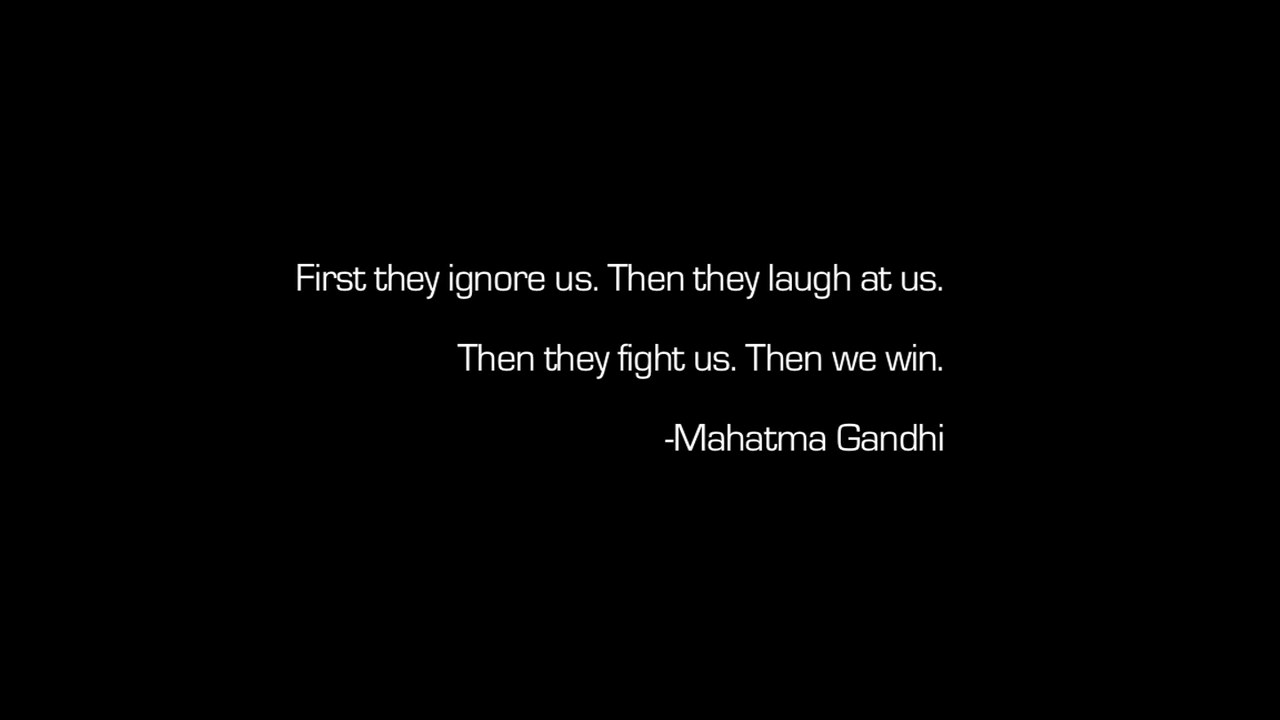 First they ignore us. Then they laugh at us.
Then they fight us. Then we win.
-Mahatma Gandhi